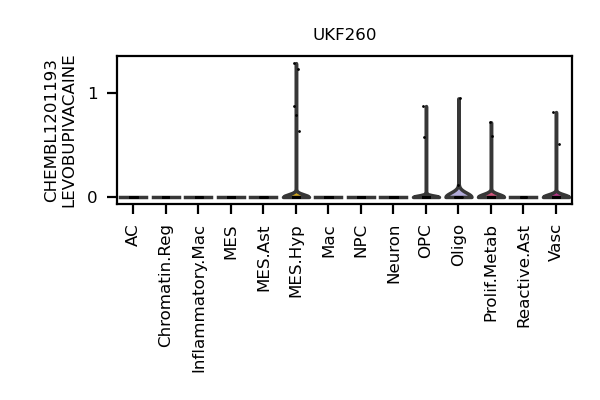 UKF260
CHEMBL1201193
LEVOBUPIVACAINE
1
0
AC
Chromatin.Reg
Inflammatory.Mac
MES
MES.Ast
MES.Hyp
Mac
NPC
Neuron
OPC
Oligo
Prolif.Metab
Reactive.Ast
Vasc